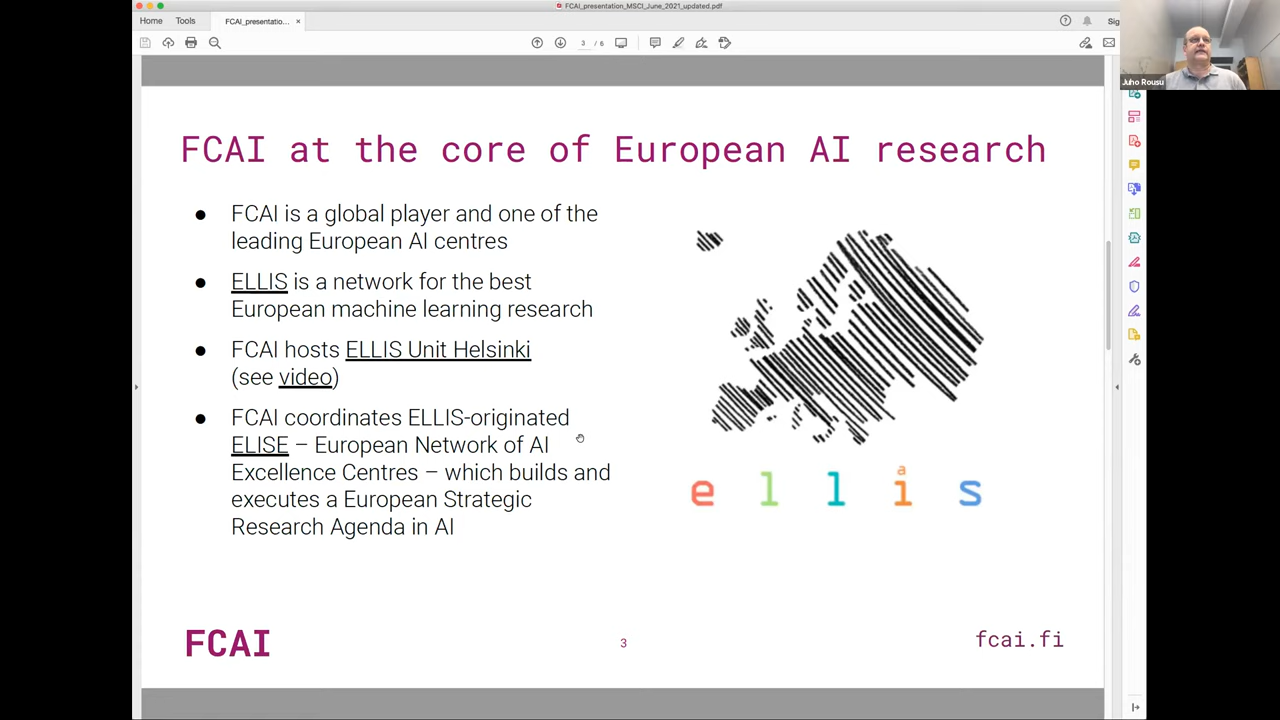 FCAI_presentation_MSCI_June_2021_updated.pdf
Home Tools FCAI_presentatio... × Sig
3 / 6
Juho Rousu
FCAI at the core of European AI research
● FCAI is a global player and one of the
leading European AI centres
● ELLIS is a network for the best
European machine learning research
● FCAI hosts ELLIS Unit Helsinki
(see video)
● FCAI coordinates ELLIS-originated
ELISE – European Network of AI
Excellence Centres – which builds and
executes a European Strategic
Research Agenda in AI
a
e l l i s
FCAI 3 fcai.fi